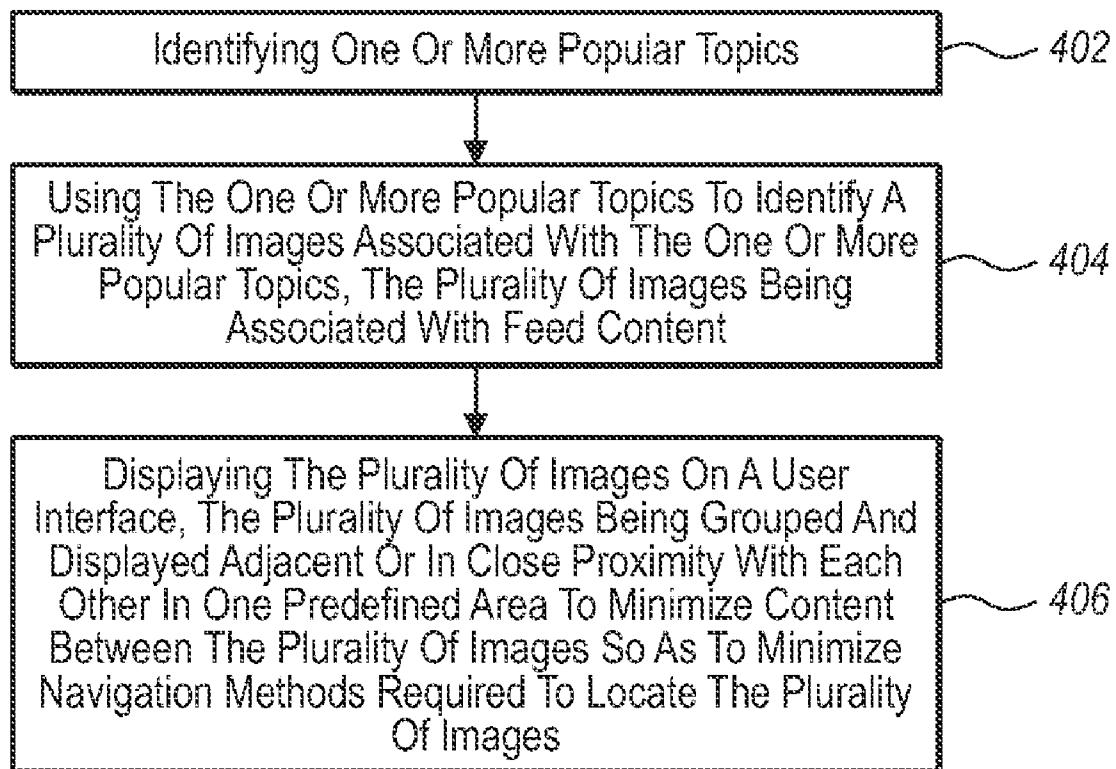 Identifying One Or More Popular Topics
402
Using The One Or More Popular Topics To Identify A
Plurality Of Images Associated With The One Or More
Popular Topics, The Plurality Of Images Being
Associated With Feed Content
404
Displaying The Plurality Of Images On A User
Interface, The Plurality Of Images Being Grouped And
Displayed Adjacent Or In Close Proximity With Each
Other In One Predefined Area To Minimize Content
Between The Plurality Of Images So As To Minimize
Navigation Methods Required To Locate The Plurality
Of Images
406